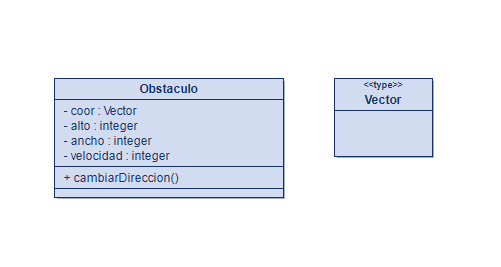 Obstaculo
- coor : Vector
- alto : integer
- ancho : integer
- velocidad : integer
+ cambiarDireccion()
<<type>>
Vector